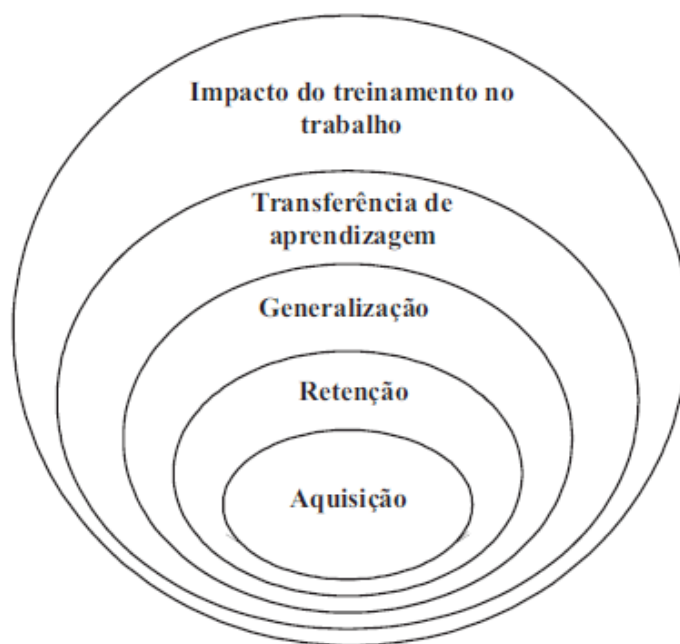 Impacto do treinamento no
trabalho
Transferência de
aprendizagem
Generalização
Retenção
Aquisição